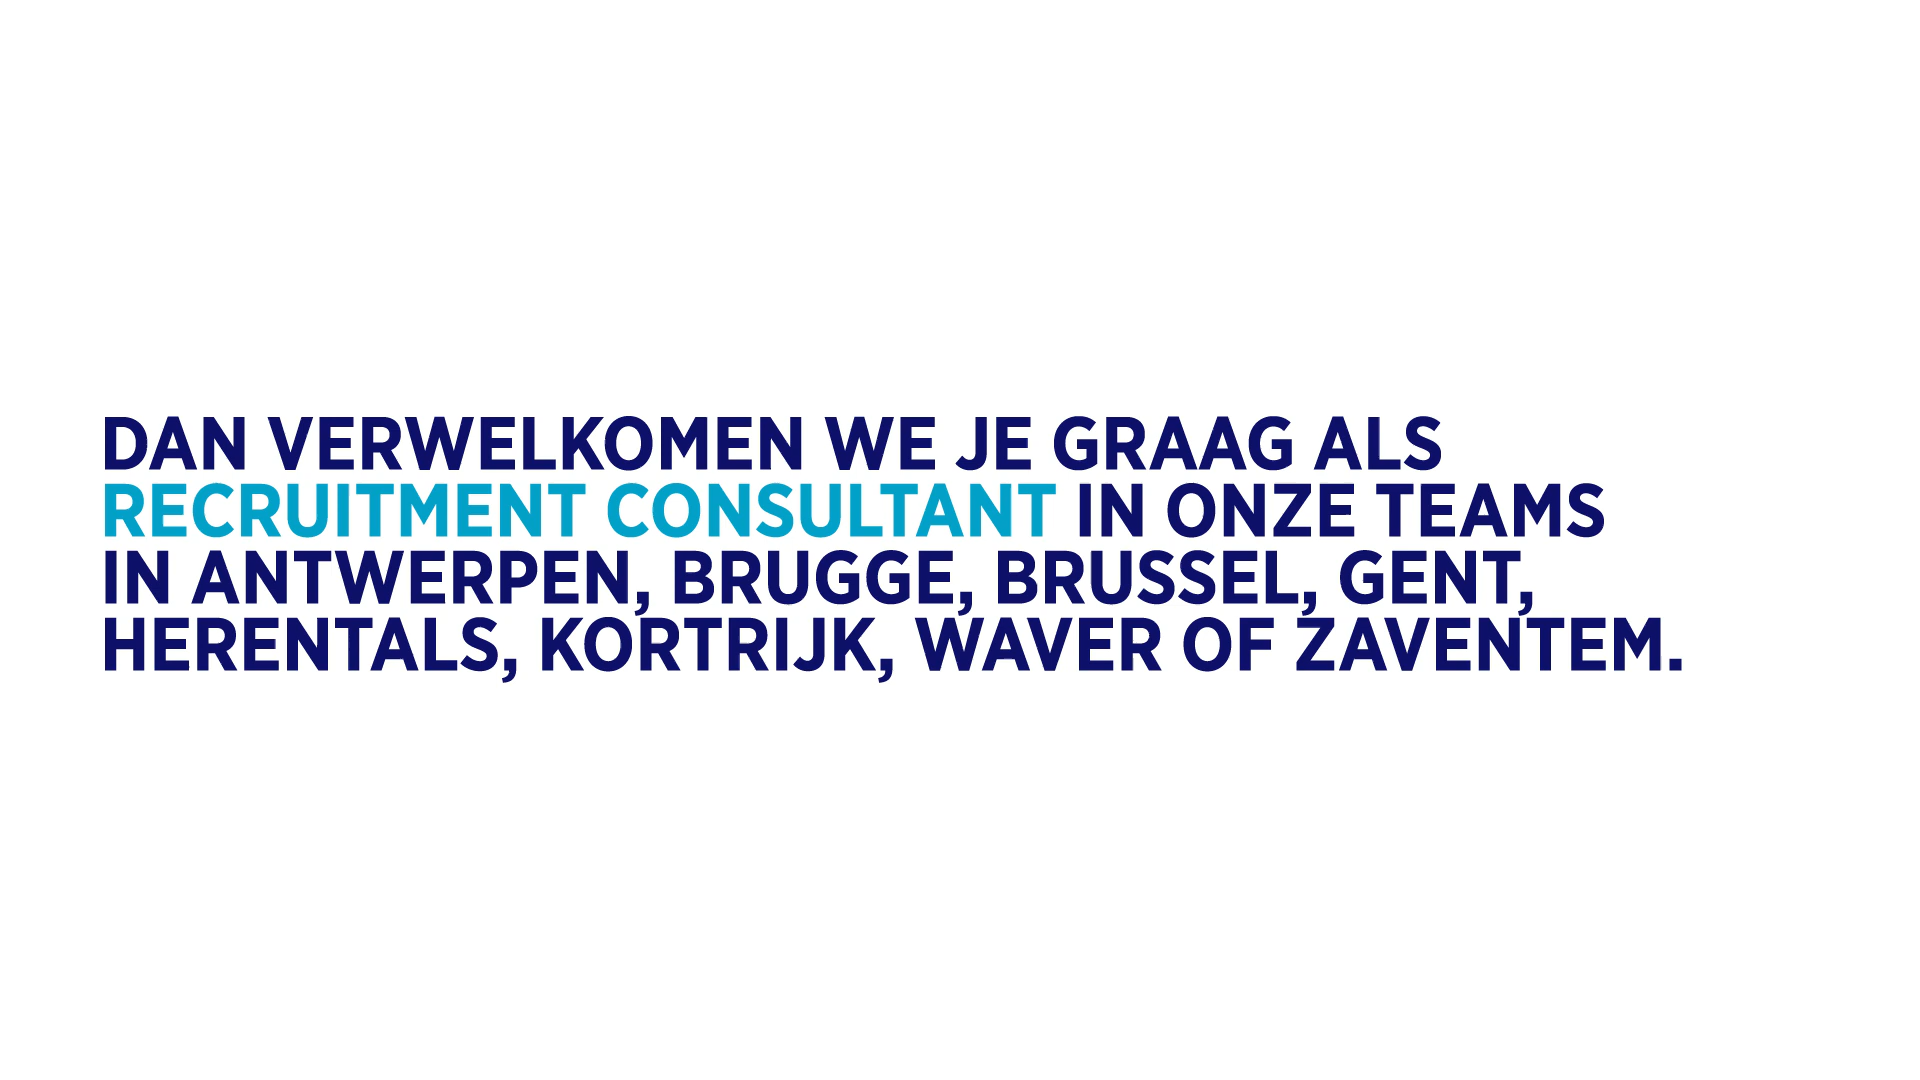 DAN VERWELKOMEN WE JE GRAAG ALS
RECRUITMENT CONSULTANT IN ONZE TEAMS
IN ANTWERPEN, BRUGGE, BRUSSEL, GENT,
HERENTALS, KORTRIJK, WAVER OF ZAVENTEM.